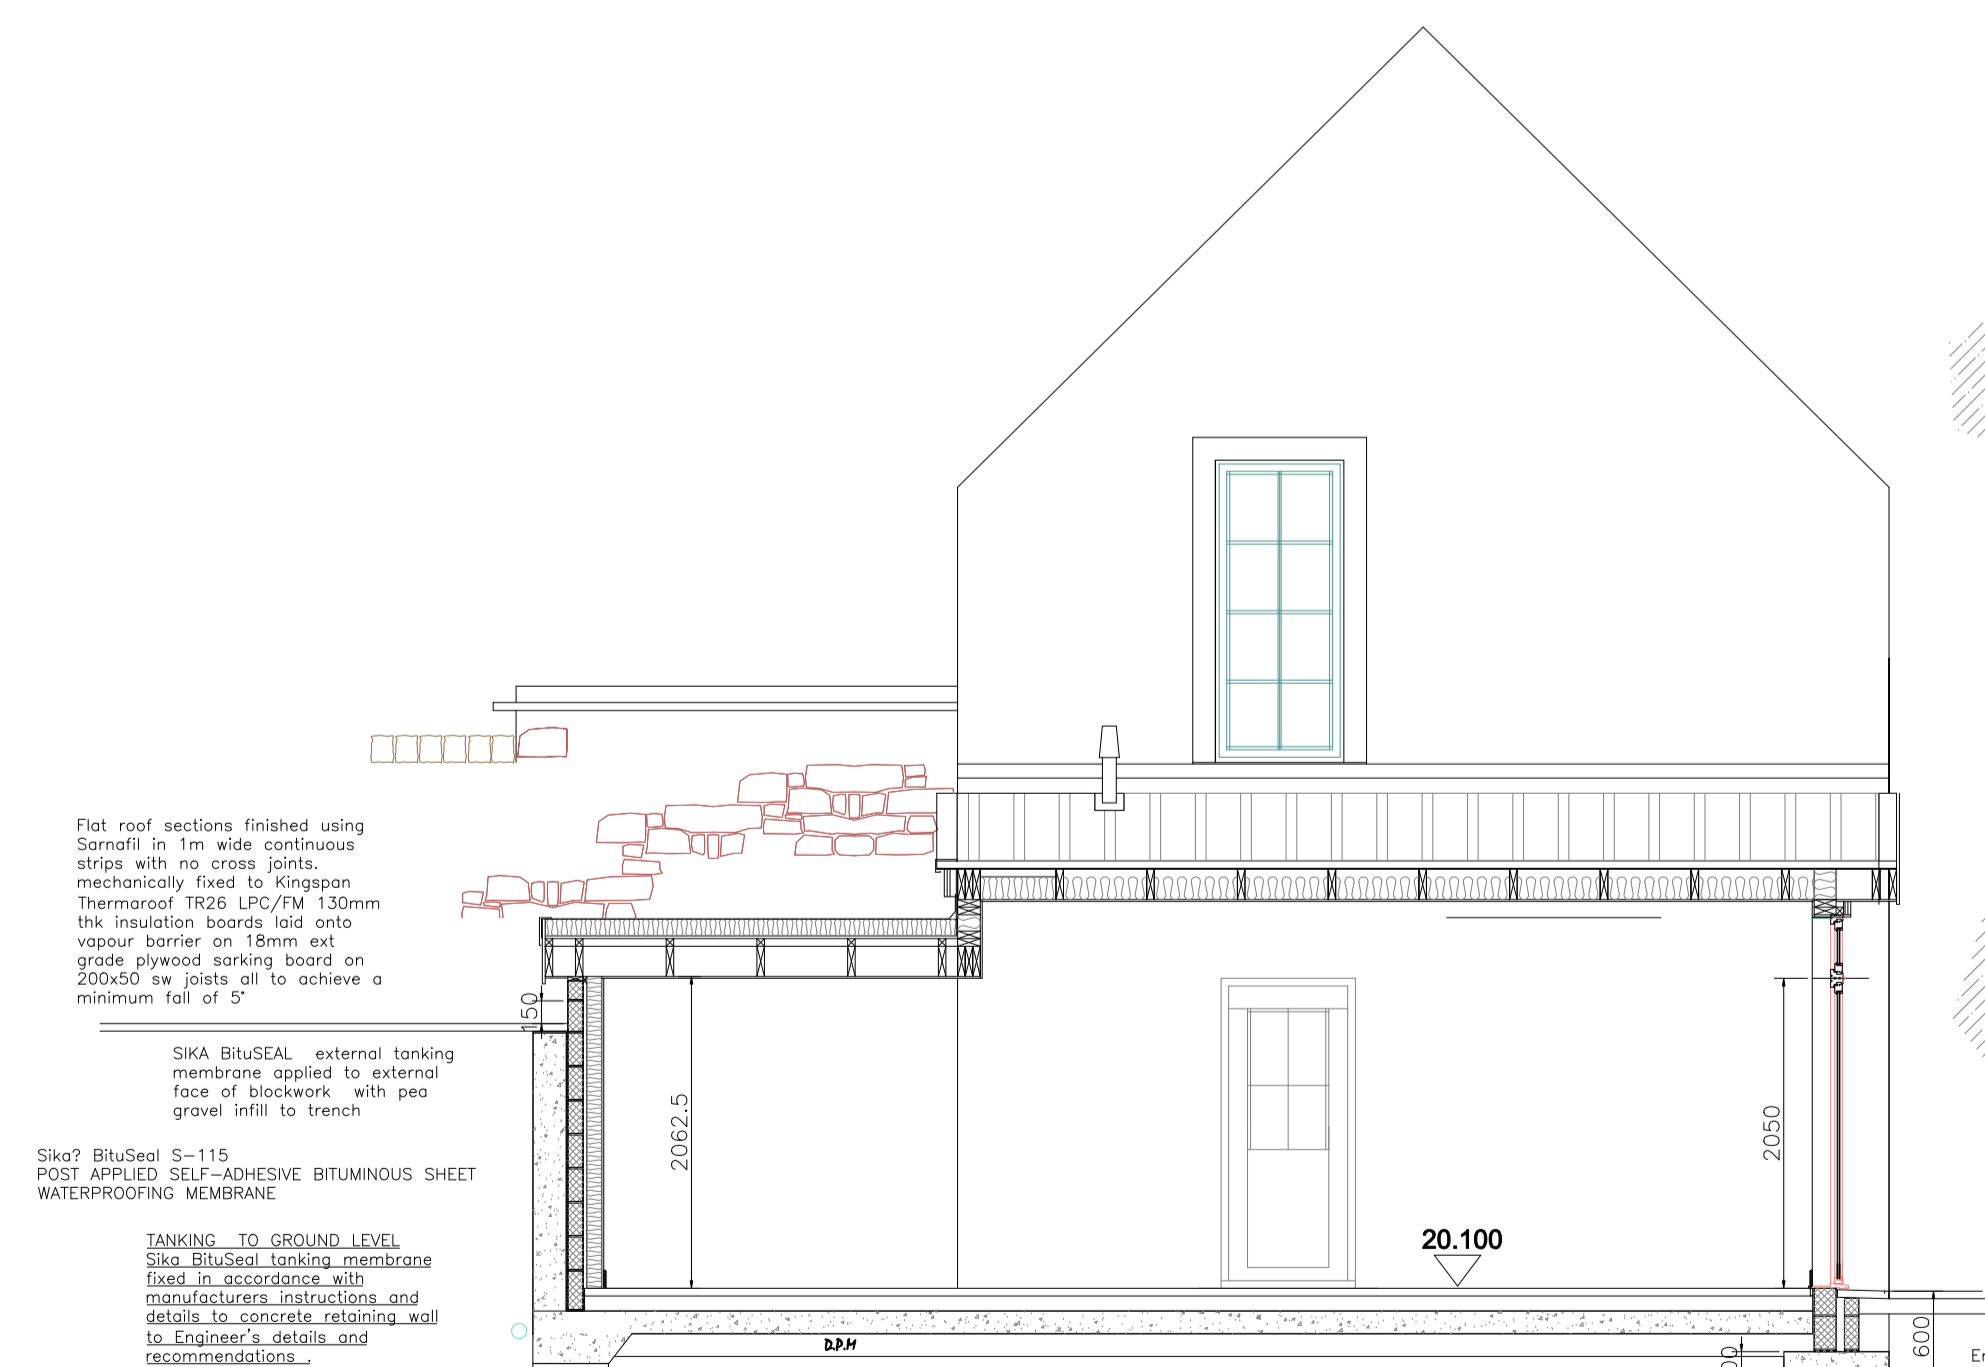 Flat roof sections finished using
Sarnafil in 1m wide continuous
strips with no cross joints.
mechanically fixed to Kingspan
Thermaroof TR26 LPC/FM 130mm
thk insulation boards laid onto
vapour barrier on 18mm ext
grade plywood sarking board on
200x50 sw joists all to achieve a
minimum fall of 5°
150
SIKA BituSEAL external tanking
membrane applied to external
face of blockwork with pea
gravel infill to trench
Sika? BituSeal S-115
POST APPLIED SELF-ADHESIVE BITUMINOUS SHEET
WATERPROOFING MEMBRANE
TANKING TO GROUND LEVEL
Sika BituSeal tanking membrane
fixed in accordance with
manufacturers instructions and
details to concrete retaining wall
to Engineer's details and
recommendations .
2062.5
2050
20.100
D.P.M
600